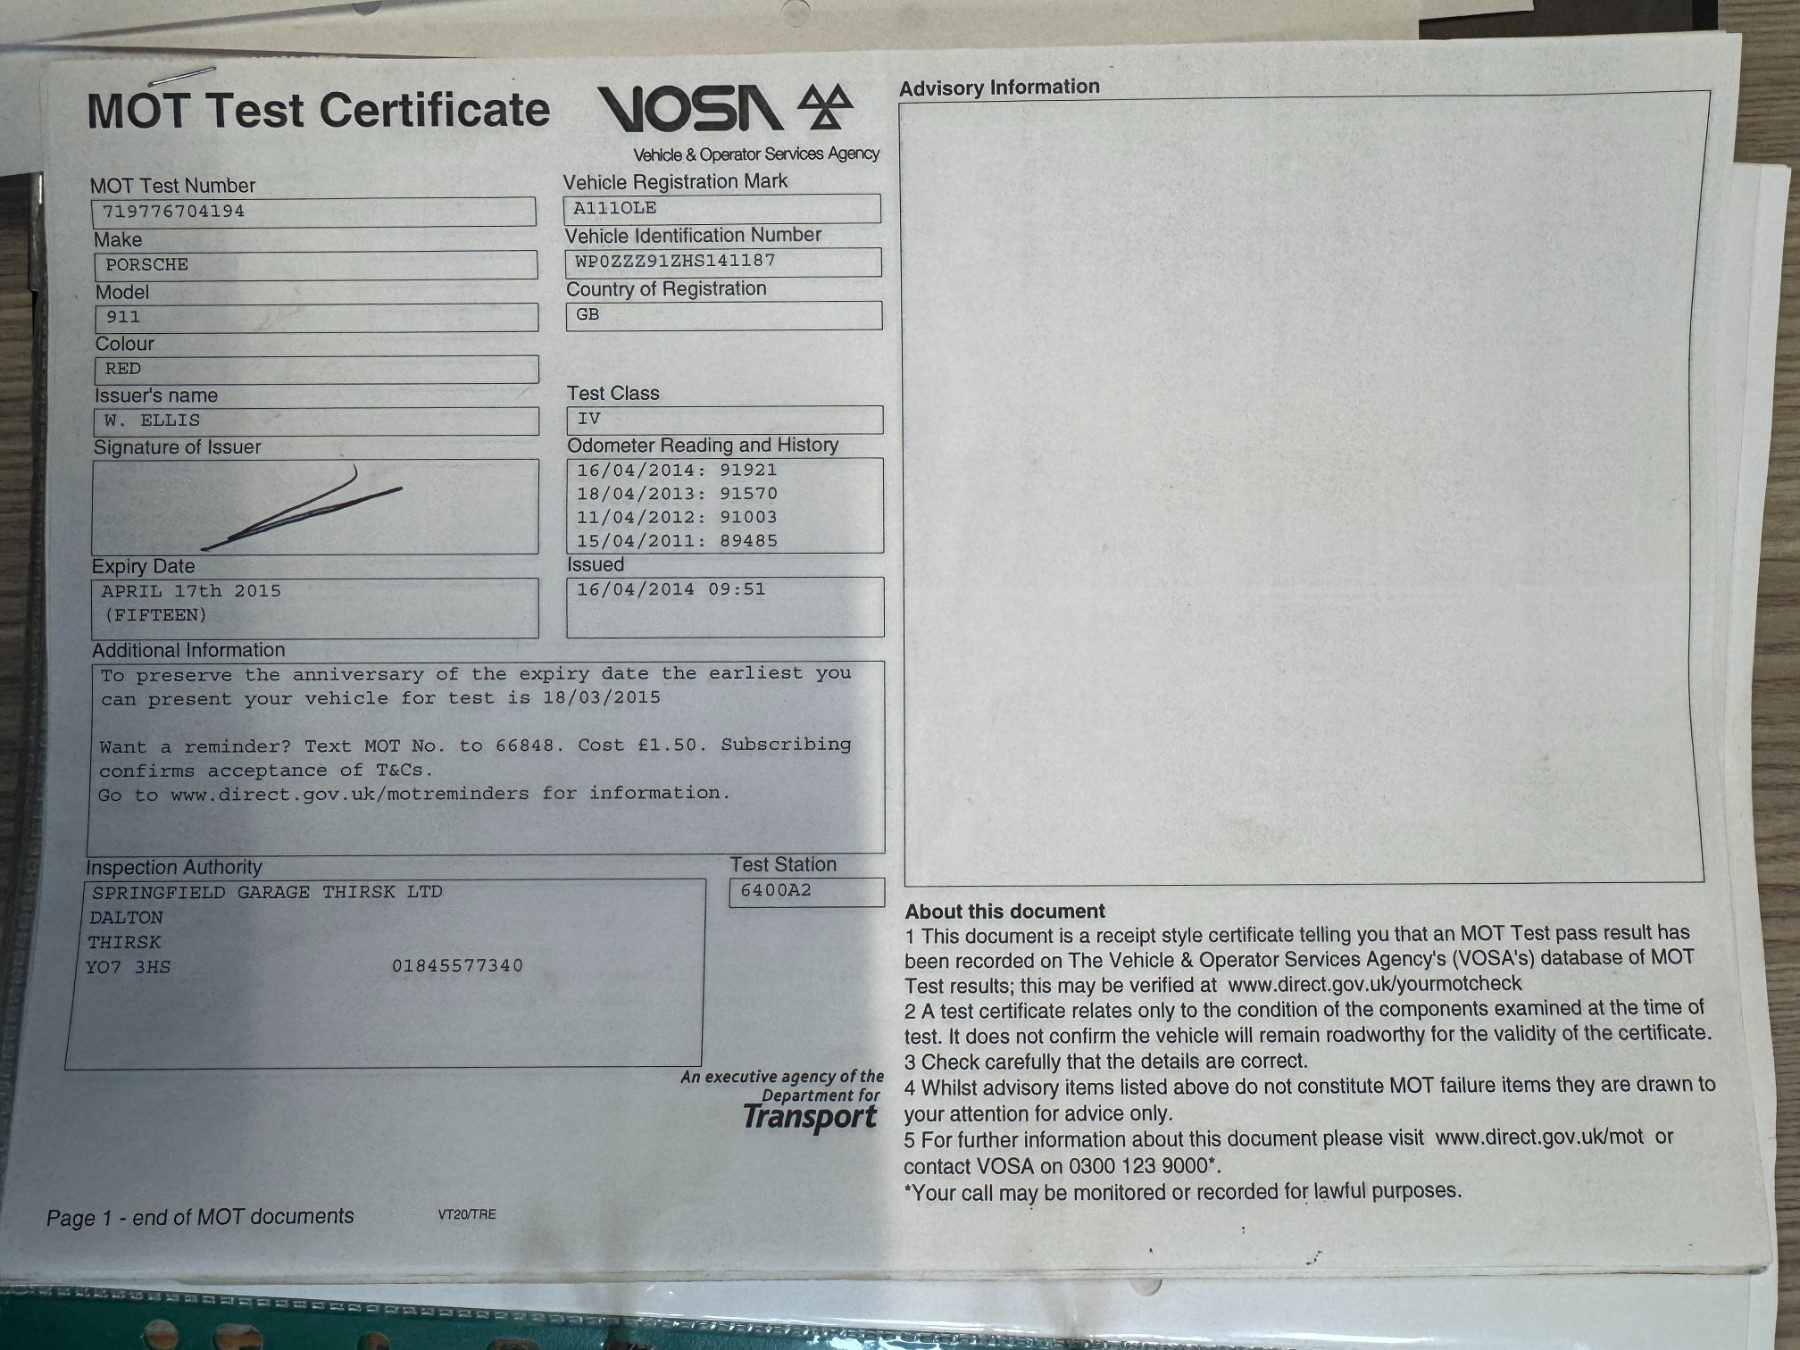 MOT Test Certificate
VOSA
Vehicle & Operator Services Agency
MOT Test Number
719776704194
Vehicle Registration Mark
A111OLE
Make
PORSCHE
Vehicle Identification Number
WP0ZZZ91ZHS141187
Model
911
Country of Registration
GB
Colour
RED
Issuer's name
W. ELLIS
Test Class
IV
Signature of Issuer
Odometer Reading and History
16/04/2014: 91921
18/04/2013: 91570
11/04/2012: 91003
15/04/2011: 89485
Expiry Date
APRIL 17th 2015
(FIFTEEN)
Issued
16/04/2014 09:51
Additional Information
To preserve the anniversary of the expiry date the earliest you
can present your vehicle for test is 18/03/2015
Want a reminder? Text MOT No. to 66848. Cost £1.50. Subscribing
confirms acceptance of T&Cs.
Go to www.direct.gov.uk/motreminders for information.
Inspection Authority
SPRINGFIELD GARAGE THIRSK LTD
DALTON
THIRSK
YO7 3HS 01845577340
Test Station
6400A2
An executive agency of the
Department for
Transport
Page 1 - end of MOT documents
VT20/TRE
Advisory Information
About this document
1 This document is a receipt style certificate telling you that an MOT Test pass result has
been recorded on The Vehicle & Operator Services Agency's (VOSA's) database of MOT
Test results; this may be verified at www.direct.gov.uk/yourmotcheck
2 A test certificate relates only to the condition of the components examined at the time of
test. It does not confirm the vehicle will remain roadworthy for the validity of the certificate.
3 Check carefully that the details are correct.
4 Whilst advisory items listed above do not constitute MOT failure items they are drawn to
your attention for advice only.
5 For further information about this document please visit www.direct.gov.uk/mot or
contact VOSA on 0300 123 9000*.
*Your call may be monitored or recorded for lawful purposes.